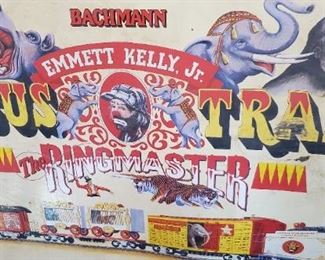 BACHMANN
EMMETT KELLY, Jr.
US TRA
The RINGMASTER